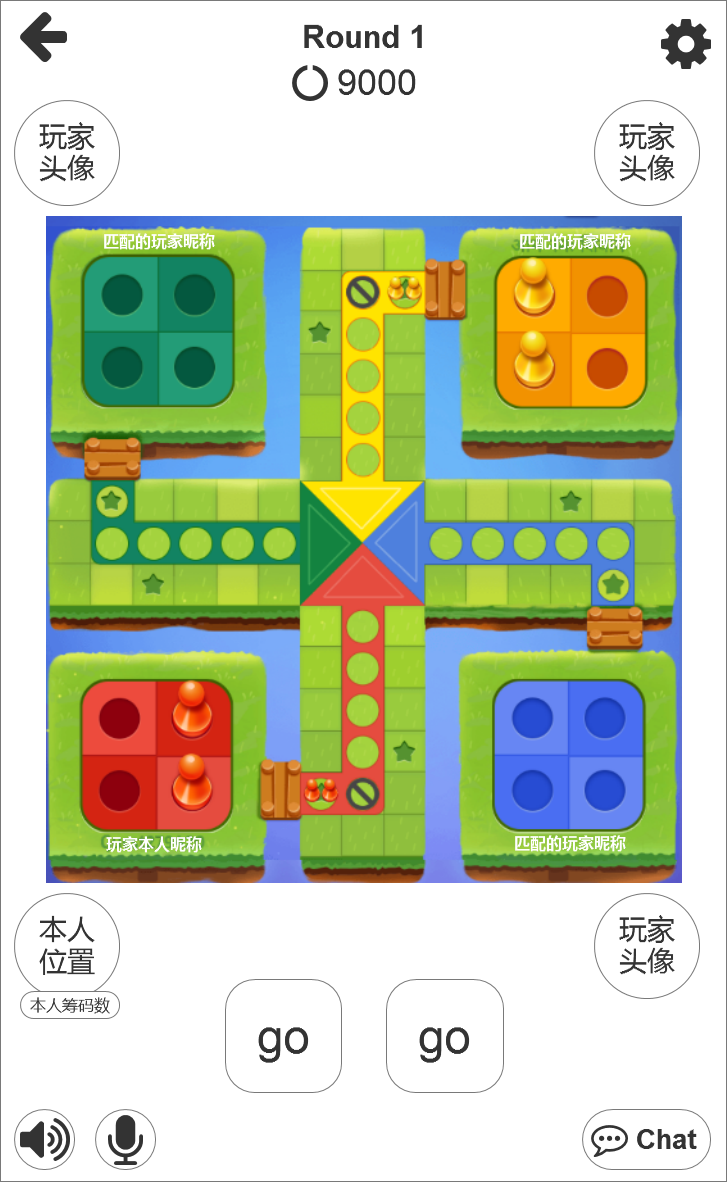 Round 1
9000
玩家
头像
玩家
头像
匹配的玩家昵称
匹配的玩家昵称
玩家本人昵称
匹配的玩家昵称
本人
位置
本人筹码数
玩家
头像
go
go
Chat